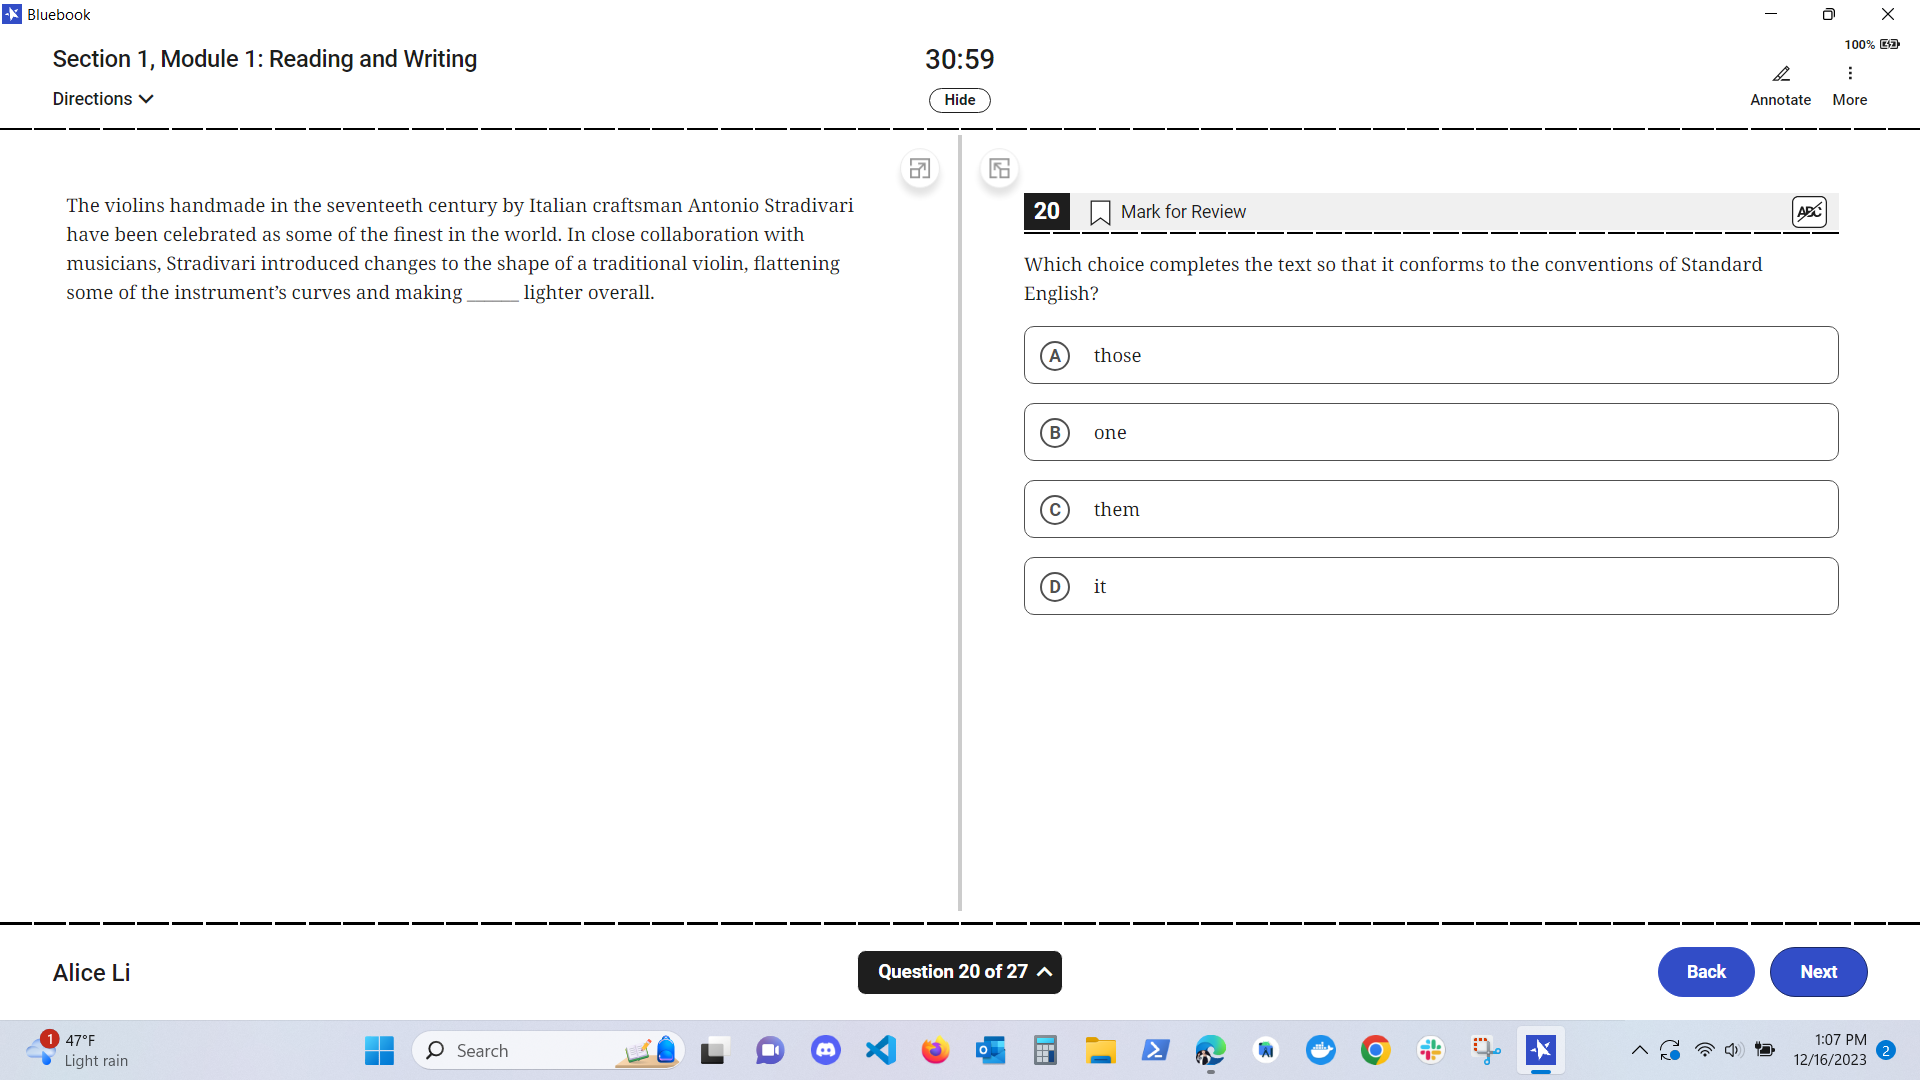 Bluebook
Section 1, Module 1: Reading and Writing
Directions
30:59
Hide
100%
Annotate
More
The violins handmade in the seventeeth century by Italian craftsman Antonio Stradivari
have been celebrated as some of the finest in the world. In close collaboration with
musicians, Stradivari introduced changes to the shape of a traditional violin, flattening
some of the instrument's curves and making ______ lighter overall.
20
Mark for Review
ABC
Which choice completes the text so that it conforms to the conventions of Standard
English?
A those
B one
C them
D it
Alice Li
Question 20 of 27
Back
Next
1
47°F
Light rain
Search
1:07 PM
12/16/2023
2